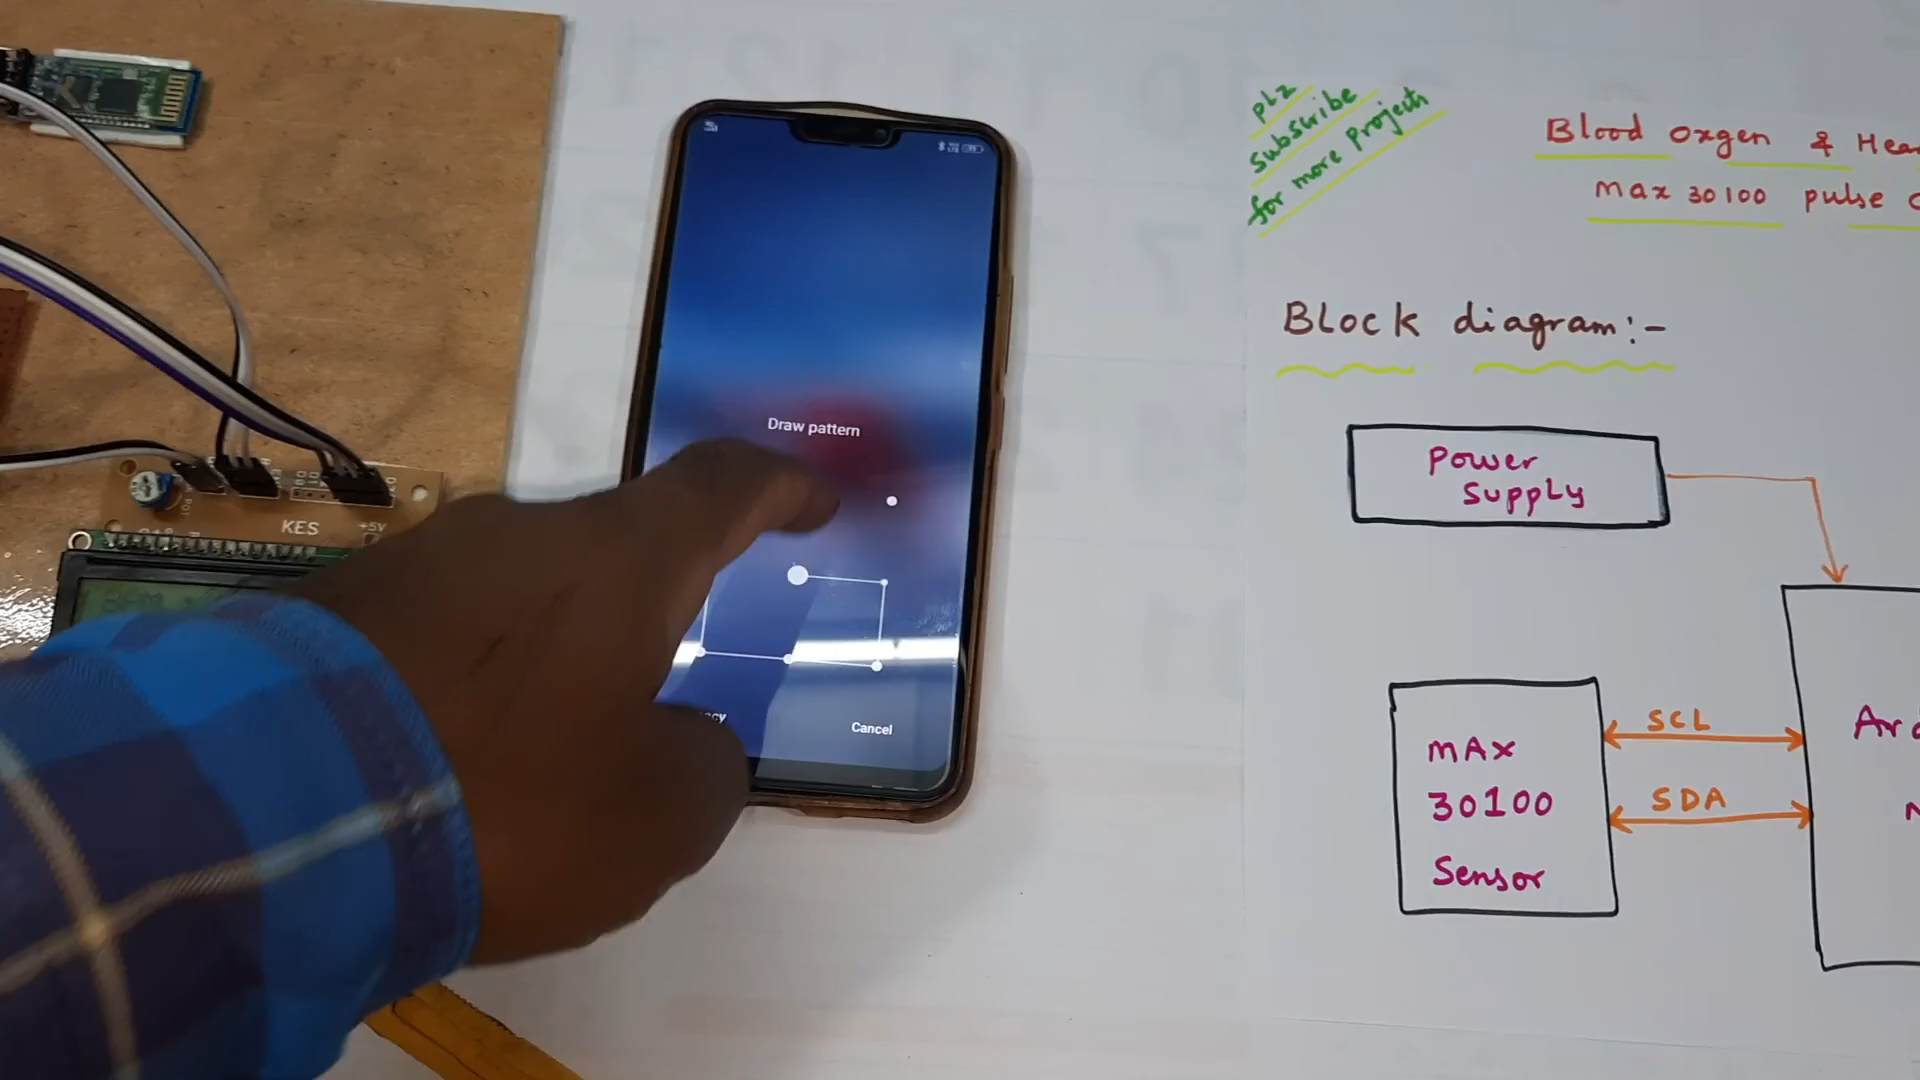 plz
subscribe
for more Projects
Blood Oxgen & Hea
Max 30100 pulse
Block diagram:-
Power
Supply
SCL
SDA
MAX
30100
Sensor
Ard
Draw pattern
Cancel
KES
+5V